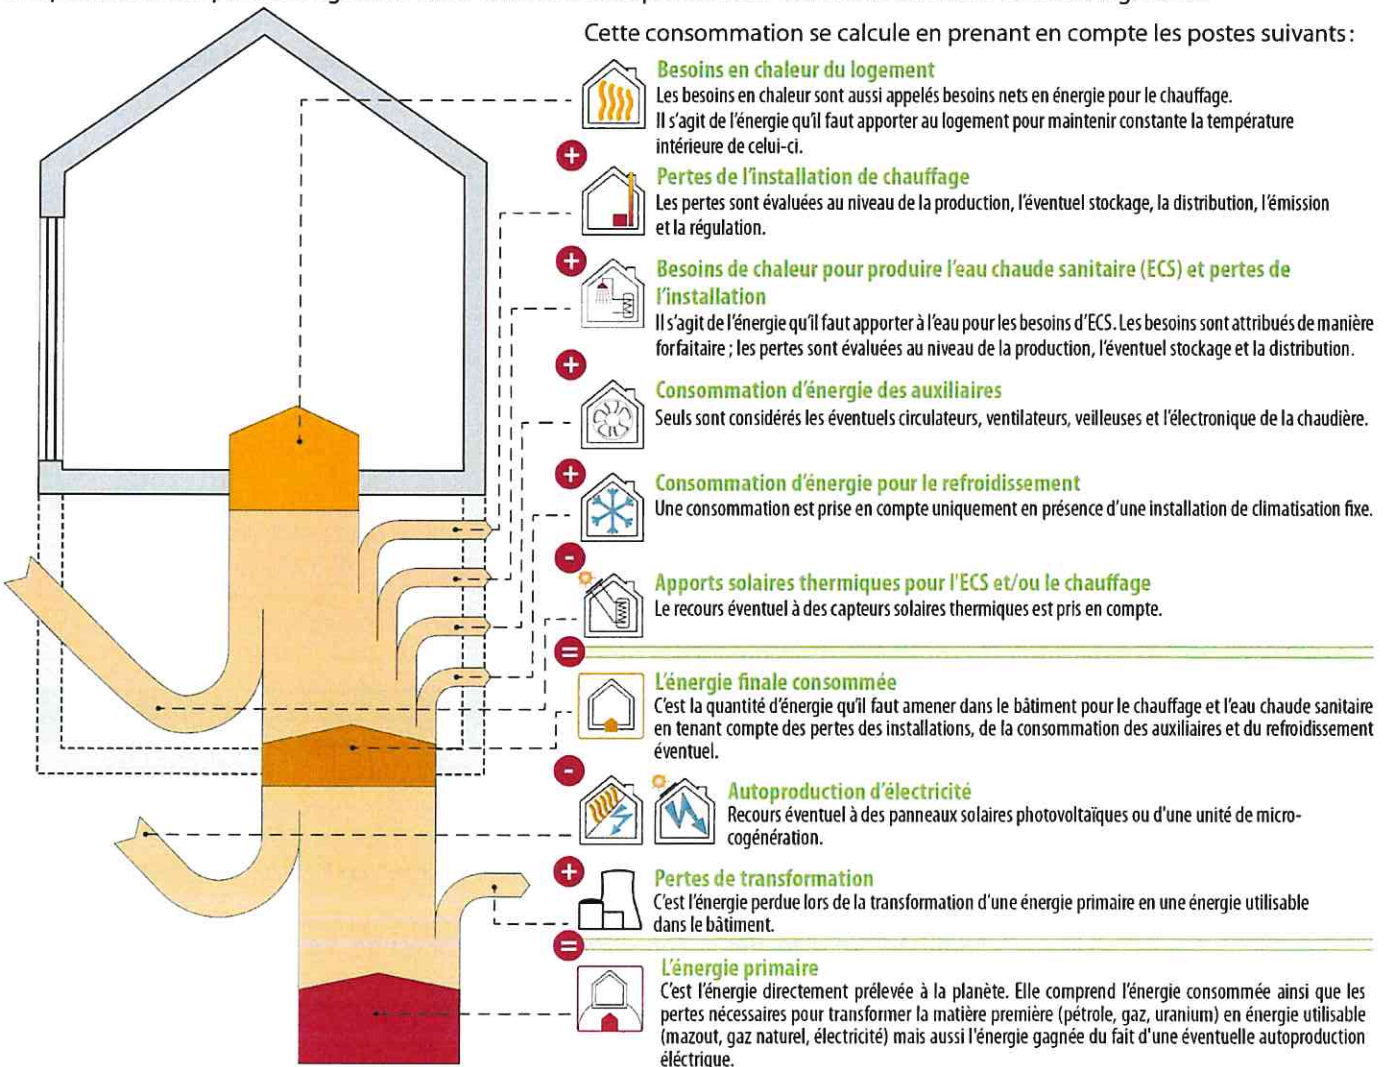 Cette consommation se calcule en prenant en compte les postes suivants :
Besoins en chaleur du logement
Les besoins en chaleur sont aussi appelés besoins nets en énergie pour le chauffage.
Il s'agit de l'énergie qu'il faut apporter au logement pour maintenir constante la température
intérieure de celui-ci.
+
Pertes de l'installation de chauffage
Les pertes sont évaluées au niveau de la production, l'éventuel stockage, la distribution, l'émission
et la régulation.
+
Besoins de chaleur pour produire l'eau chaude sanitaire (ECS) et pertes de
l'installation
Il s'agit de l'énergie qu'il faut apporter à l'eau pour les besoins d'ECS. Les besoins sont attribués de manière
forfaitaire ; les pertes sont évaluées au niveau de la production, l'éventuel stockage et la distribution.
+
Consommation d'énergie des auxiliaires
Seuls sont considérés les éventuels circulateurs, ventilateurs, veilleuses et l'électronique de la chaudière.
+
Consommation d'énergie pour le refroidissement
Une consommation est prise en compte uniquement en présence d'une installation de climatisation fixe.
-
Apports solaires thermiques pour l'ECS et/ou le chauffage
Le recours éventuel à des capteurs solaires thermiques est pris en compte.
=
L'énergie finale consommée
C'est la quantité d'énergie qu'il faut amener dans le bâtiment pour le chauffage et l'eau chaude sanitaire
en tenant compte des pertes des installations, de la consommation des auxiliaires et du refroidissement
éventuel.
-
Autoproduction d'électricité
Recours éventuel à des panneaux solaires photovoltaïques ou d'une unité de micro-
cogénération.
+
Pertes de transformation
C'est l'énergie perdue lors de la transformation d'une énergie primaire en une énergie utilisable
dans le bâtiment.
=
L'énergie primaire
C'est l'énergie directement prélevée à la planète. Elle comprend l'énergie consommée ainsi que les
pertes nécessaires pour transformer la matière première (pétrole, gaz, uranium) en énergie utilisable
(mazout, gaz naturel, électricité) mais aussi l'énergie gagnée du fait d'une éventuelle autoproduction
éléctrique.